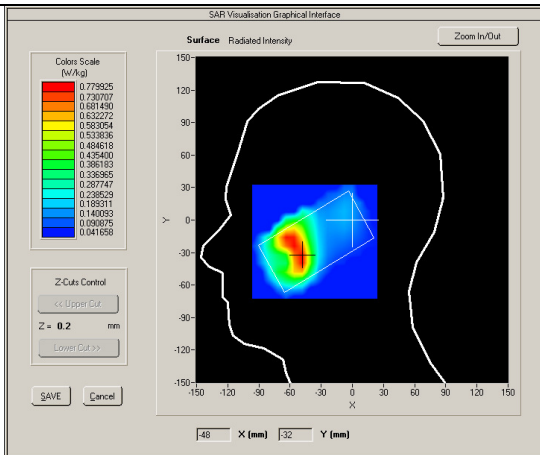 SAR Visualisation Graphical Interface
Surface Radiated Intensity
Zoom In/Out
Colors Scale
(W/kg)
0.779925
0.730707
0.681490
0.632272
0.583054
0.533836
0.484618
0.435400
0.386183
0.336965
0.287747
0.238529
0.189311
0.140093
0.090875
0.041658
Z-Cuts Control
<< Upper Cut
Z = 0.2 mm
Lower Cut >>
SAVE Cancel
150
120
90
60
30
0
-30
-60
-90
-120
-150
Y
-150 -120 -90 -60 -30 0 30 60 90 120 150
X
-48 X (mm) -32 Y (mm)